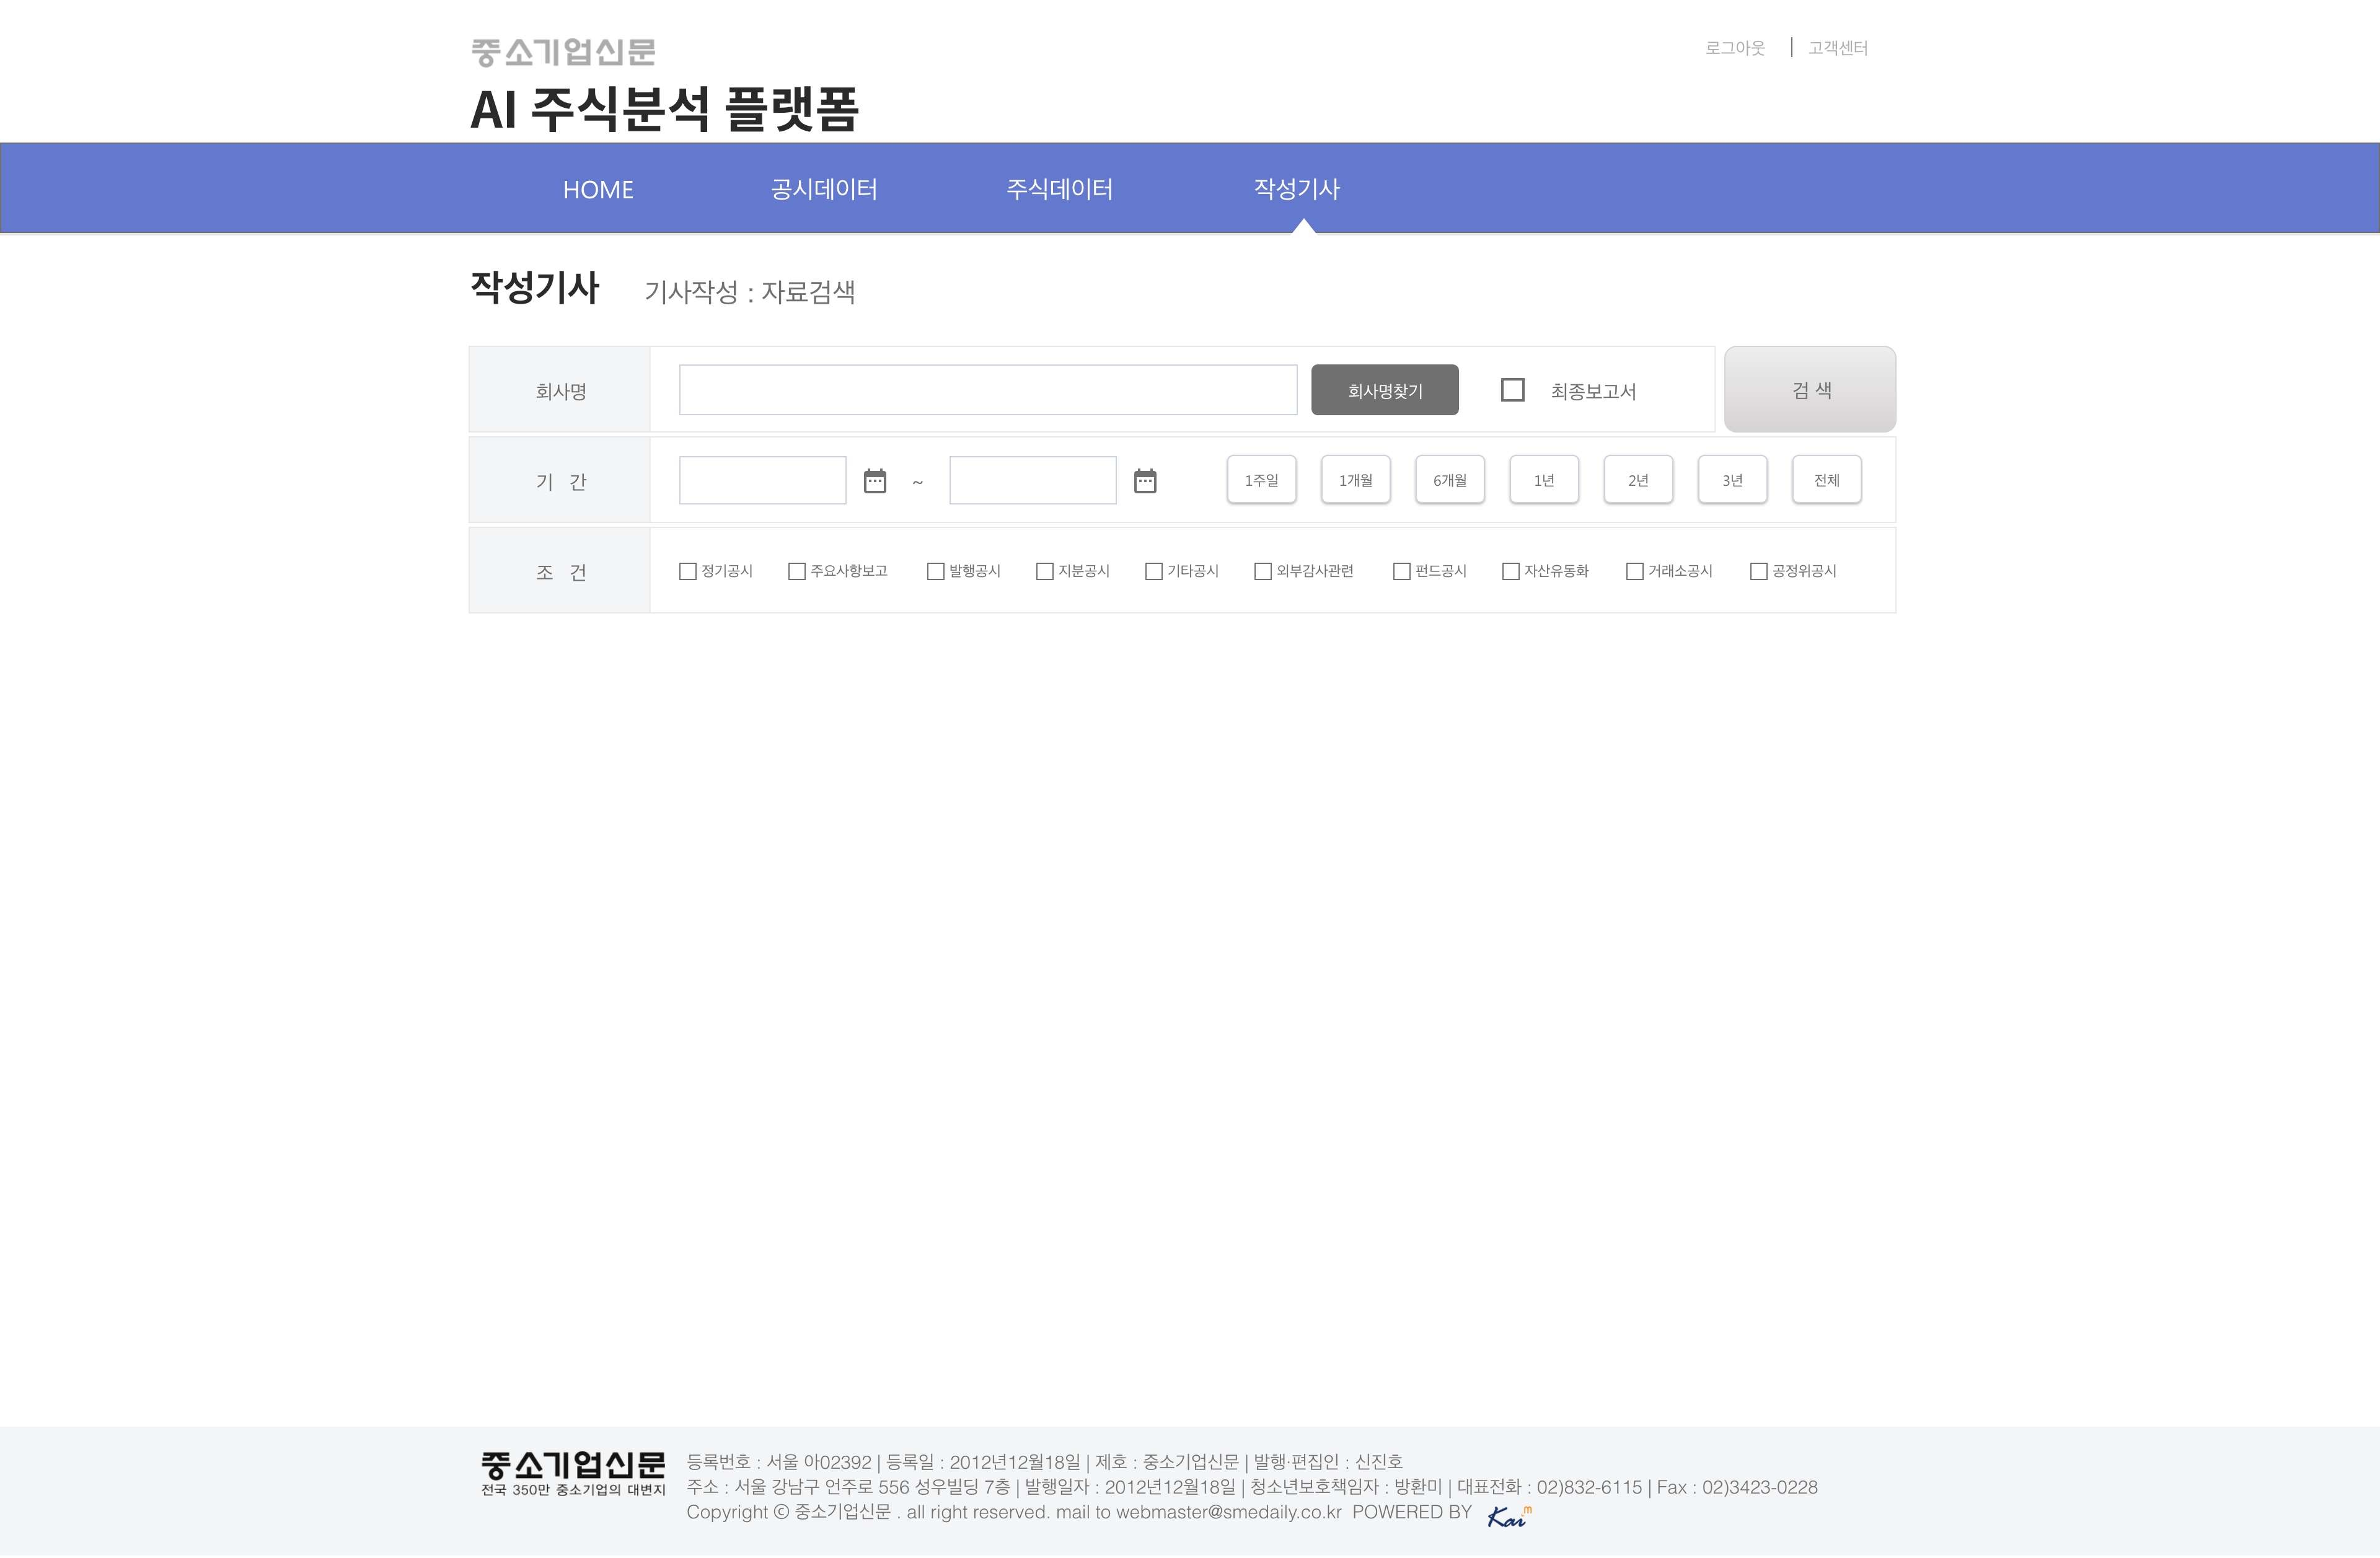 중소기업신문
로그아웃 | 고객센터
AI 주식분석 플랫폼
HOME 공시데이터 주식데이터 작성기사
작성기사 기사작성 : 자료검색
회사명 회사명찾기 최종보고서 검 색
기 간 ~ 1주일 1개월 6개월 1년 2년 3년 전체
조 건 정기공시 주요사항보고 발행공시 지분공시 기타공시 외부감사관련 펀드공시 자산유동화 거래소공시 공정위공시
중소기업신문
전국 350만 중소기업의 대변지
등록번호 : 서울 아02392 | 등록일 : 2012년12월18일 | 제호 : 중소기업신문 | 발행·편집인 : 신진호
주소 : 서울 강남구 언주로 556 성우빌딩 7층 | 발행일자 : 2012년12월18일 | 청소년보호책임자 : 방환미 | 대표전화 : 02)832-6115 | Fax : 02)3423-0228
Copyright ⓒ 중소기업신문 . all right reserved. mail to webmaster@smedaily.co.kr POWERED BY Kai.m